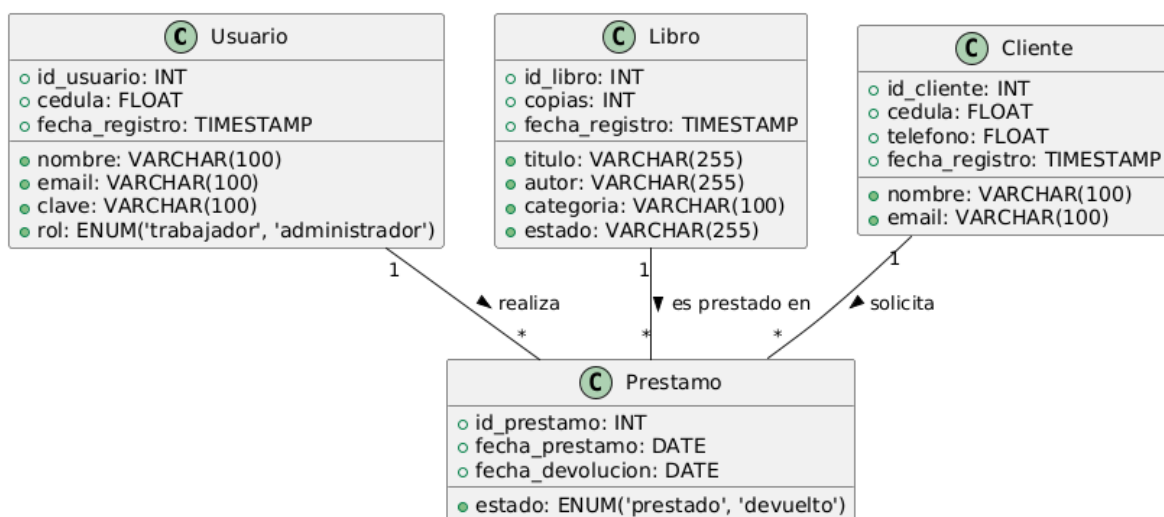 C Usuario
id_usuario: INT
cedula: FLOAT
fecha_registro: TIMESTAMP
nombre: VARCHAR(100)
email: VARCHAR(100)
clave: VARCHAR(100)
rol: ENUM('trabajador', 'administrador')
C Libro
id_libro: INT
copias: INT
fecha_registro: TIMESTAMP
titulo: VARCHAR(255)
autor: VARCHAR(255)
categoria: VARCHAR(100)
estado: VARCHAR(255)
C Cliente
id_cliente: INT
cedula: FLOAT
telefono: FLOAT
fecha_registro: TIMESTAMP
nombre: VARCHAR(100)
email: VARCHAR(100)
1
realiza
*
1
es prestado en
*
1
solicita
*
C Prestamo
id_prestamo: INT
fecha_prestamo: DATE
fecha_devolucion: DATE
estado: ENUM('prestado', 'devuelto')